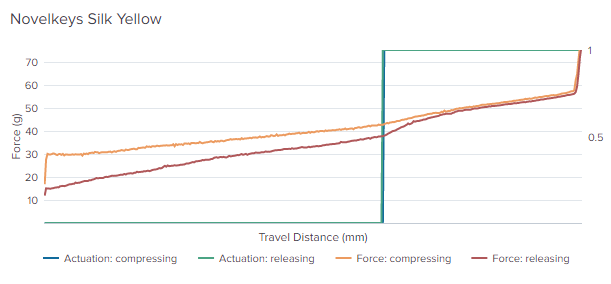 Novelkeys Silk Yellow
70
60
50
40
30
20
10
Force (g)
1
0.5
Travel Distance (mm)
Actuation: compressing
Actuation: releasing
Force: compressing
Force: releasing